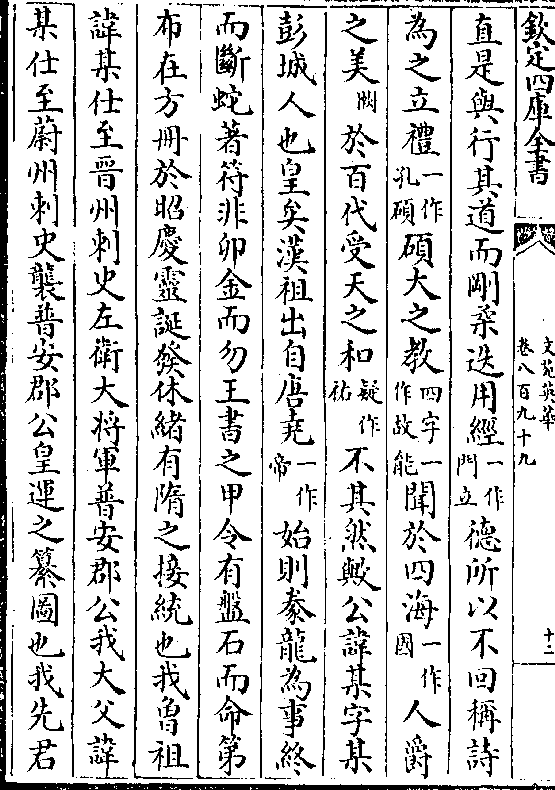 欽定四庫全書
文苑英華
卷八百九十九
十二
直是與行其道而剛柔迭用經一作門立德所以不回稱詩
為之立禮一作孔碩碩大之教四字一作故能聞於四海一作國人爵
之美闕於百代受天之和疑作祐不其然歟公諱某字某
彭城人也皇矣漢祖出自唐堯一作帝始則豢龍為事終
而斷蛇著符非卯金而勿王書之甲令有盤石而命第
布在方冊於昭慶靈誕發休緒有隋之接統也我曾祖
諱某仕至晉州刺史左衛大將軍普安郡公我大父諱
某仕至蔚州刺史襲普安郡公皇運之纂圖也我先君